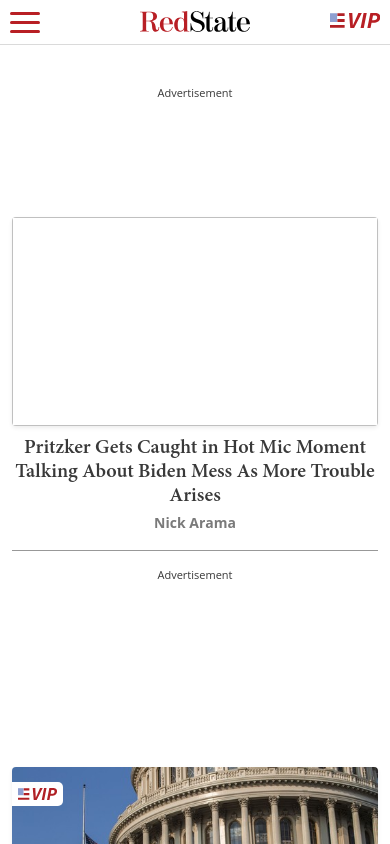 RedState
VIP
Advertisement
Pritzker Gets Caught in Hot Mic Moment
Talking About Biden Mess As More Trouble
Arises
Nick Arama
Advertisement
VIP